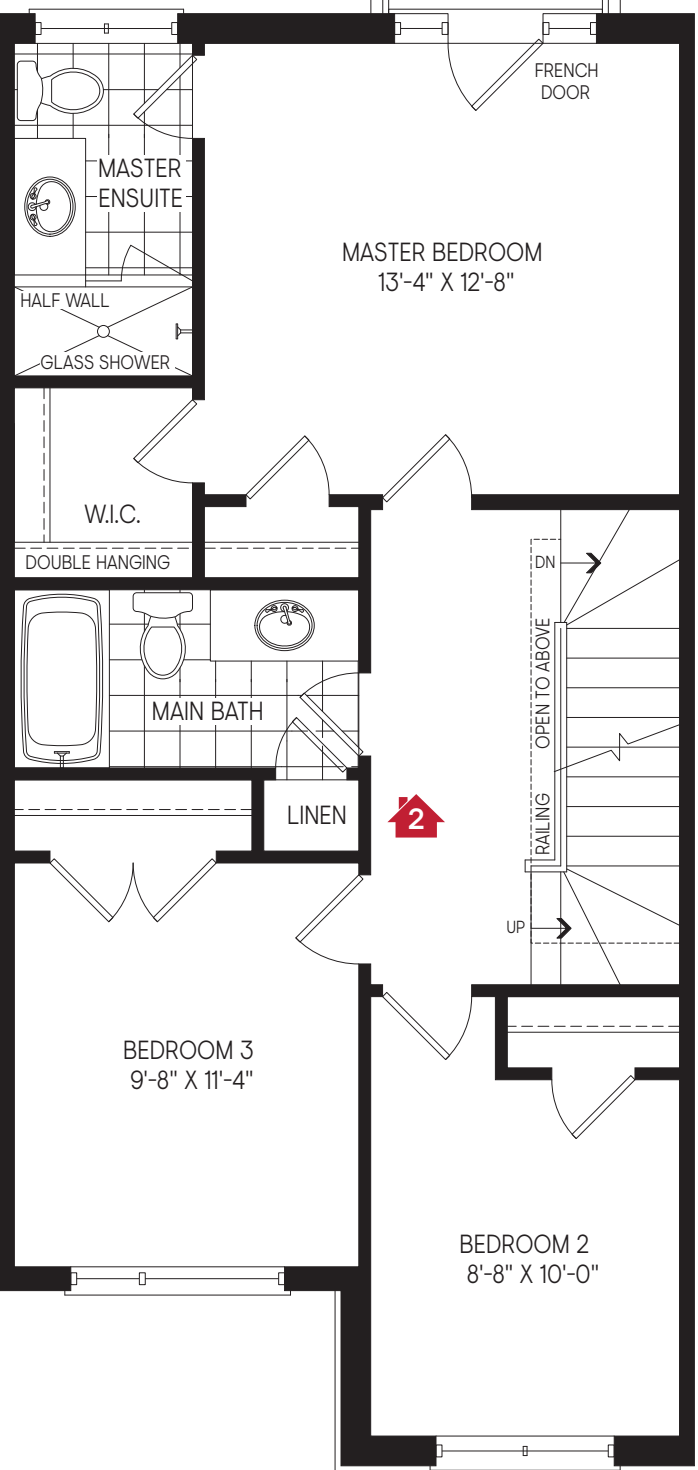 FRENCH
DOOR
MASTER
ENSUITE
MASTER BEDROOM
13'-4" X 12'-8"
HALF WALL
GLASS SHOWER
W.I.C.
DOUBLE HANGING
DN
OPEN TO ABOVE
MAIN BATH
LINEN
2
RAILING
UP
BEDROOM 3
9'-8" X 11'-4"
BEDROOM 2
8'-8" X 10'-0"